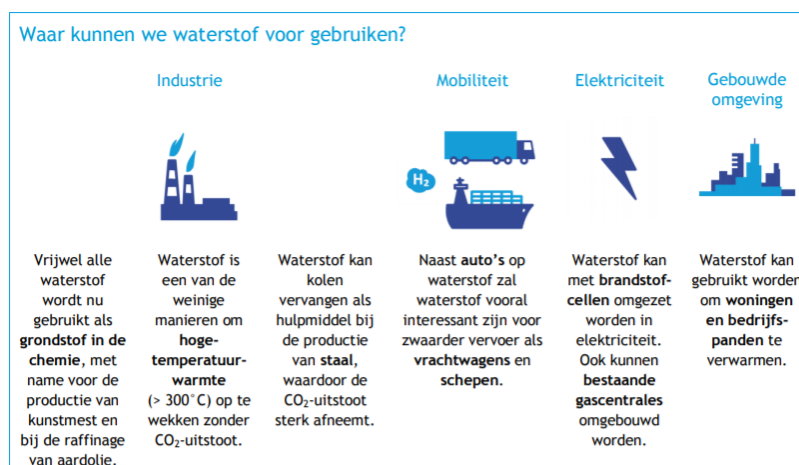 Waar kunnen we waterstof voor gebruiken?
Industrie
Mobiliteit
Elektriciteit
Gebouwde
omgeving
H₂
Vrijwel alle
waterstof
wordt nu
gebruikt als
grondstof in de
chemie, met
name voor de
productie van
kunstmest en
bij de raffinage
van aardolie.
Waterstof is
een van de
weinige
manieren om
hoge-
temperatuur-
warmte
(> 300°C) op te
wekken zonder
CO₂-uitstoot.
Waterstof kan
kolen
vervangen als
hulpmiddel bij
de productie
van staal,
waardoor de
CO₂-uitstoot
sterk afneemt.
Naast auto's op
waterstof zal
waterstof vooral
interessant zijn voor
zwaarder vervoer als
vrachtwagens en
schepen.
Waterstof kan
met brandstof-
cellen omgezet
worden in
elektriciteit.
Ook kunnen
bestaande
gascentrales
omgebouwd
worden.
Waterstof kan
gebruikt worden
om woningen
en bedrijfs-
panden te
verwarmen.